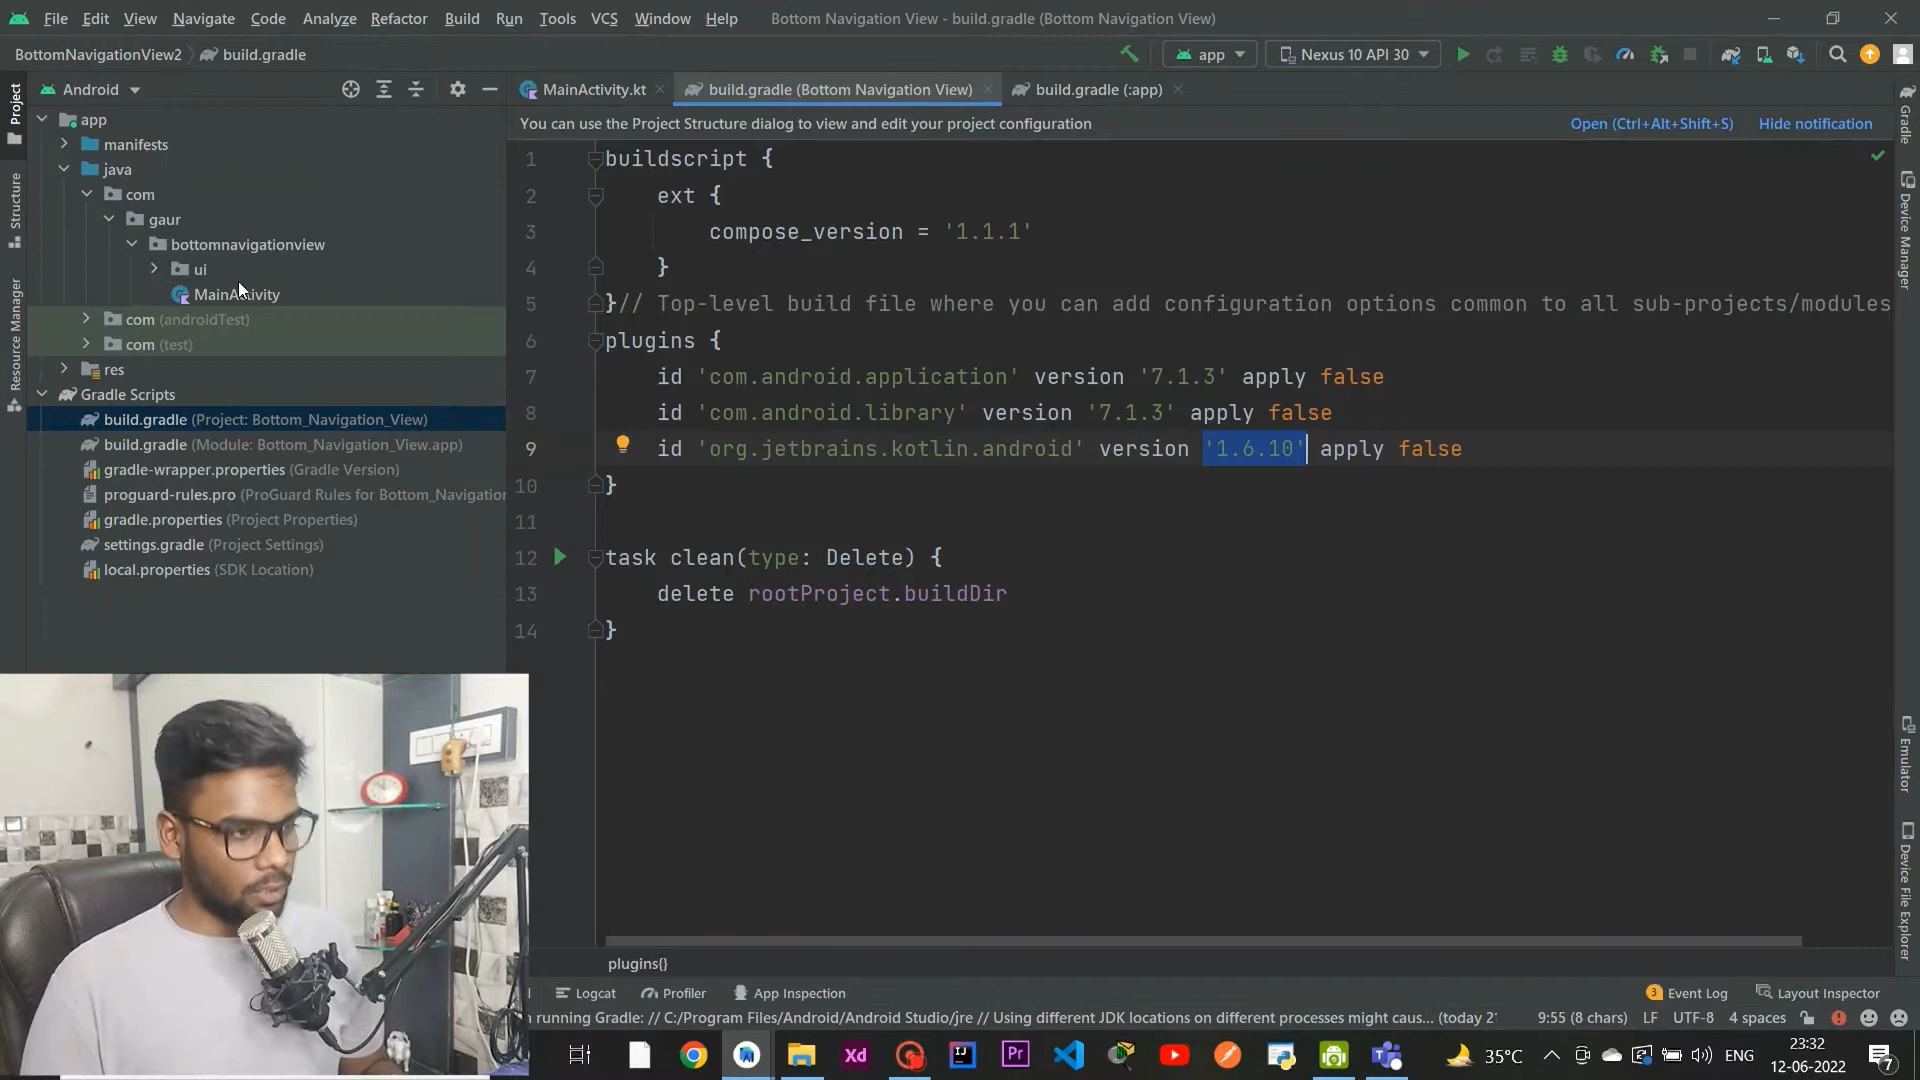 File Edit View Navigate Code Analyze Refactor Build Run Tools VCS Window Help Bottom Navigation View - build.gradle (Bottom Navigation View)
BottomNavigationView2 build.gradle app Nexus 10 API 30
Project
Structure
Resource Manager
Android
MainActivity.kt build.gradle (Bottom Navigation View) build.gradle (:app)
You can use the Project Structure dialog to view and edit your project configuration Open (Ctrl+Alt+Shift+S) Hide notification
app
manifests
java
com
gaur
bottomnavigationview
ui
MainActivity
com (androidTest)
com (test)
res
Gradle Scripts
build.gradle (Project: Bottom_Navigation_View)
build.gradle (Module: Bottom_Navigation_View.app)
gradle-wrapper.properties (Gradle Version)
proguard-rules.pro (ProGuard Rules for Bottom_Navigation
gradle.properties (Project Properties)
settings.gradle (Project Settings)
local.properties (SDK Location)
1 buildscript {
2 ext {
3 compose_version = '1.1.1'
4 }
5 }// Top-level build file where you can add configuration options common to all sub-projects/modules
6 plugins {
7 id 'com.android.application' version '7.1.3' apply false
8 id 'com.android.library' version '7.1.3' apply false
9 id 'org.jetbrains.kotlin.android' version '1.6.10' apply false
10 }
11
12 task clean(type: Delete) {
13 delete rootProject.buildDir
14 }
Gradle
Device Manager
Emulator
Device File Explorer
plugins{}
Logcat Profiler App Inspection 3 Event Log Layout Inspector
running Gradle: // C:/Program Files/Android/Android Studio/jre // Using different JDK locations on different processes might caus... (today 2 9:55 (8 chars) LF UTF-8 4 spaces
Xd IJ Pr 35°C ENG 23:32
12-06-2022 7